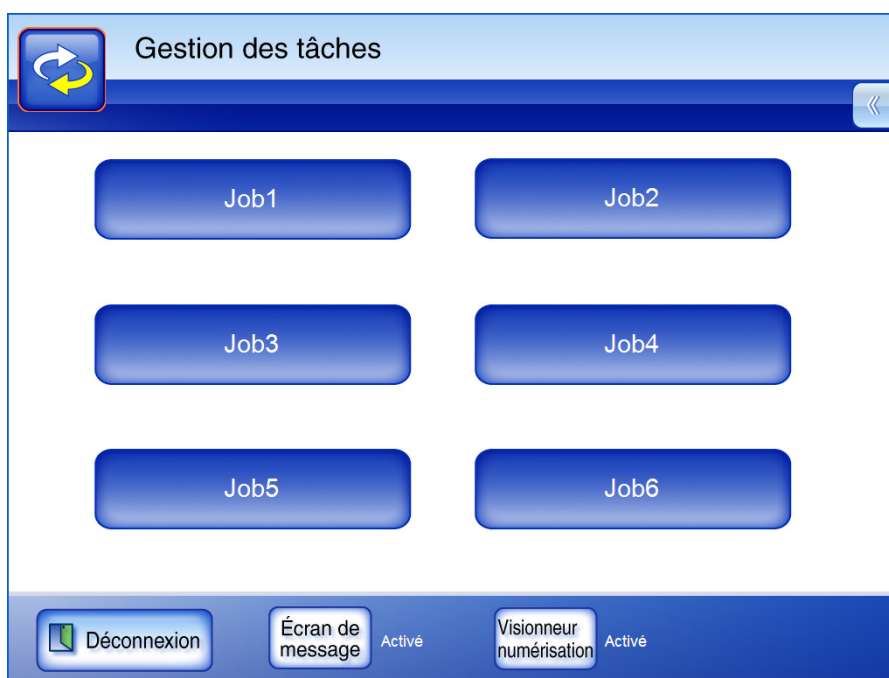 Gestion des tâches
Job1
Job2
Job3
Job4
Job5
Job6
Déconnexion
Écran de
message
Activé
Visionneur
numérisation
Activé